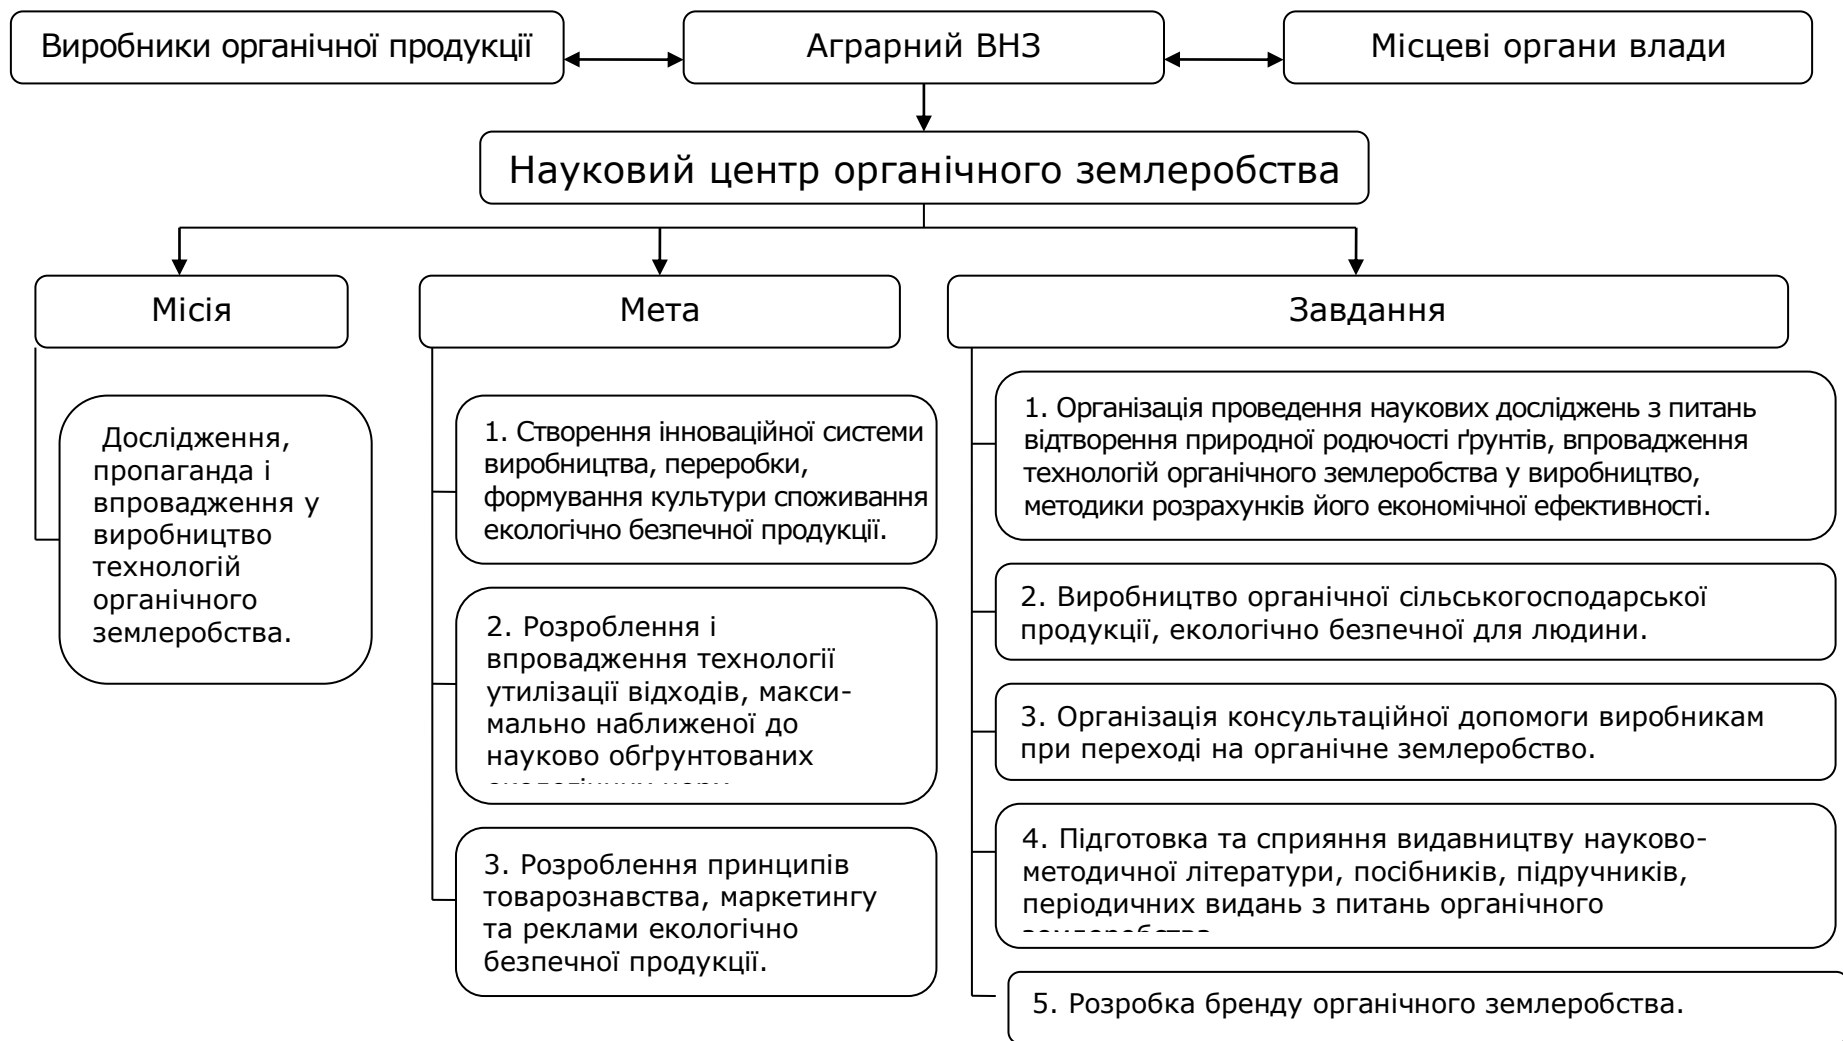 Виробники органічної продукції
Аграрний ВНЗ
Місцеві органи влади
Науковий центр органічного землеробства
Місія
Мета
Завдання
Дослідження,
пропаганда і
впровадження у
виробництво
технологій
органічного
землеробства.
1. Створення інноваційної системи
виробництва, переробки,
формування культури споживання
екологічно безпечної продукції.
2. Розроблення і
впровадження технології
утилізації відходів, макси-
мально наближеної до
науково обґрунтованих
3. Розроблення принципів
товарознавства, маркетингу
та реклами екологічно
безпечної продукції.
1. Організація проведення наукових досліджень з питань
відтворення природної родючості ґрунтів, впровадження
технологій органічного землеробства у виробництво,
методики розрахунків його економічної ефективності.
2. Виробництво органічної сільськогосподарської
продукції, екологічно безпечної для людини.
3. Організація консультаційної допомоги виробникам
при переході на органічне землеробство.
4. Підготовка та сприяння видавництву науково-
методичної літератури, посібників, підручників,
періодичних видань з питань органічного
5. Розробка бренду органічного землеробства.